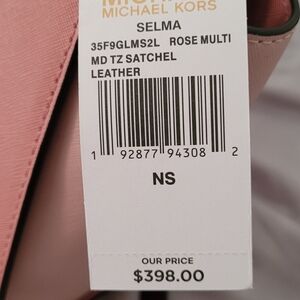 MICHAEL KORS
SELMA
35F9GLMS2L ROSE MULTI
MD TZ SATCHEL
LEATHER
1 92877 94308 2
NS
OUR PRICE
$398.00